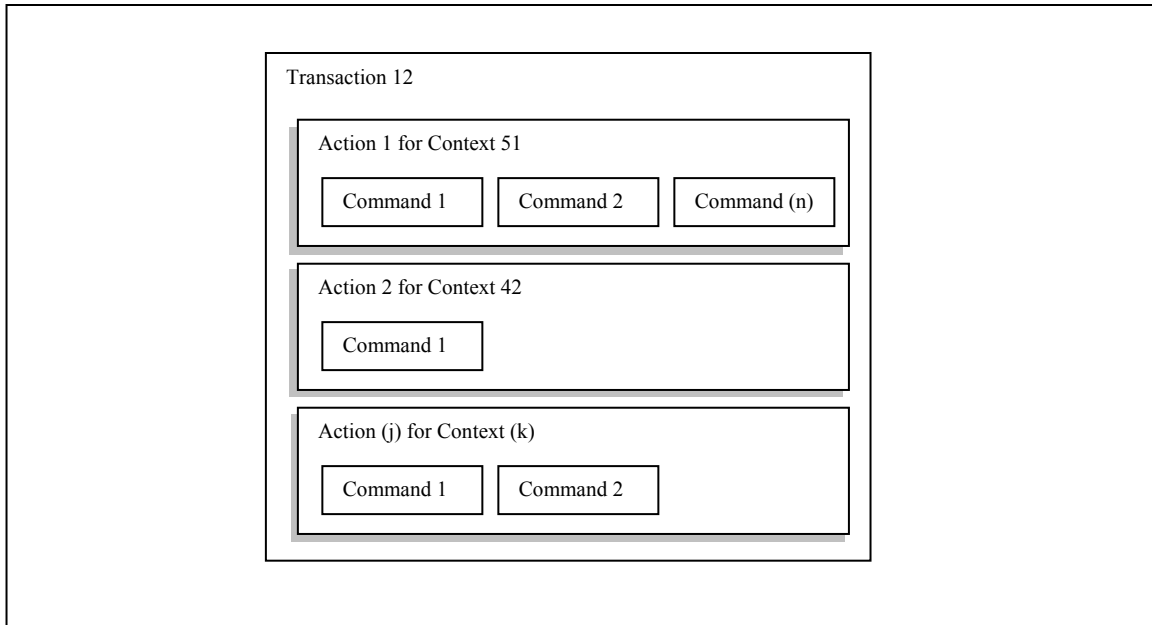 Transaction 12
Action 1 for Context 51
Command 1
Command 2
Command (n)
Action 2 for Context 42
Command 1
Action (j) for Context (k)
Command 1
Command 2